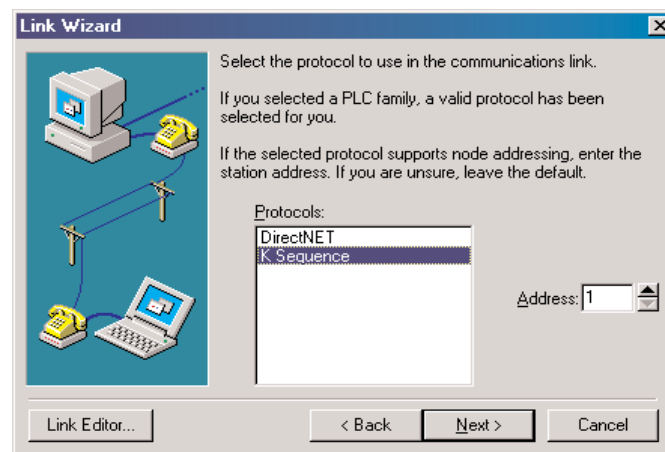 Link Wizard
Select the protocol to use in the communications link.
If you selected a PLC family, a valid protocol has been
selected for you.
If the selected protocol supports node addressing, enter the
station address. If you are unsure, leave the default.
Protocols:
DirectNET
K Sequence
Address: 1
Link Editor...
< Back
Next >
Cancel